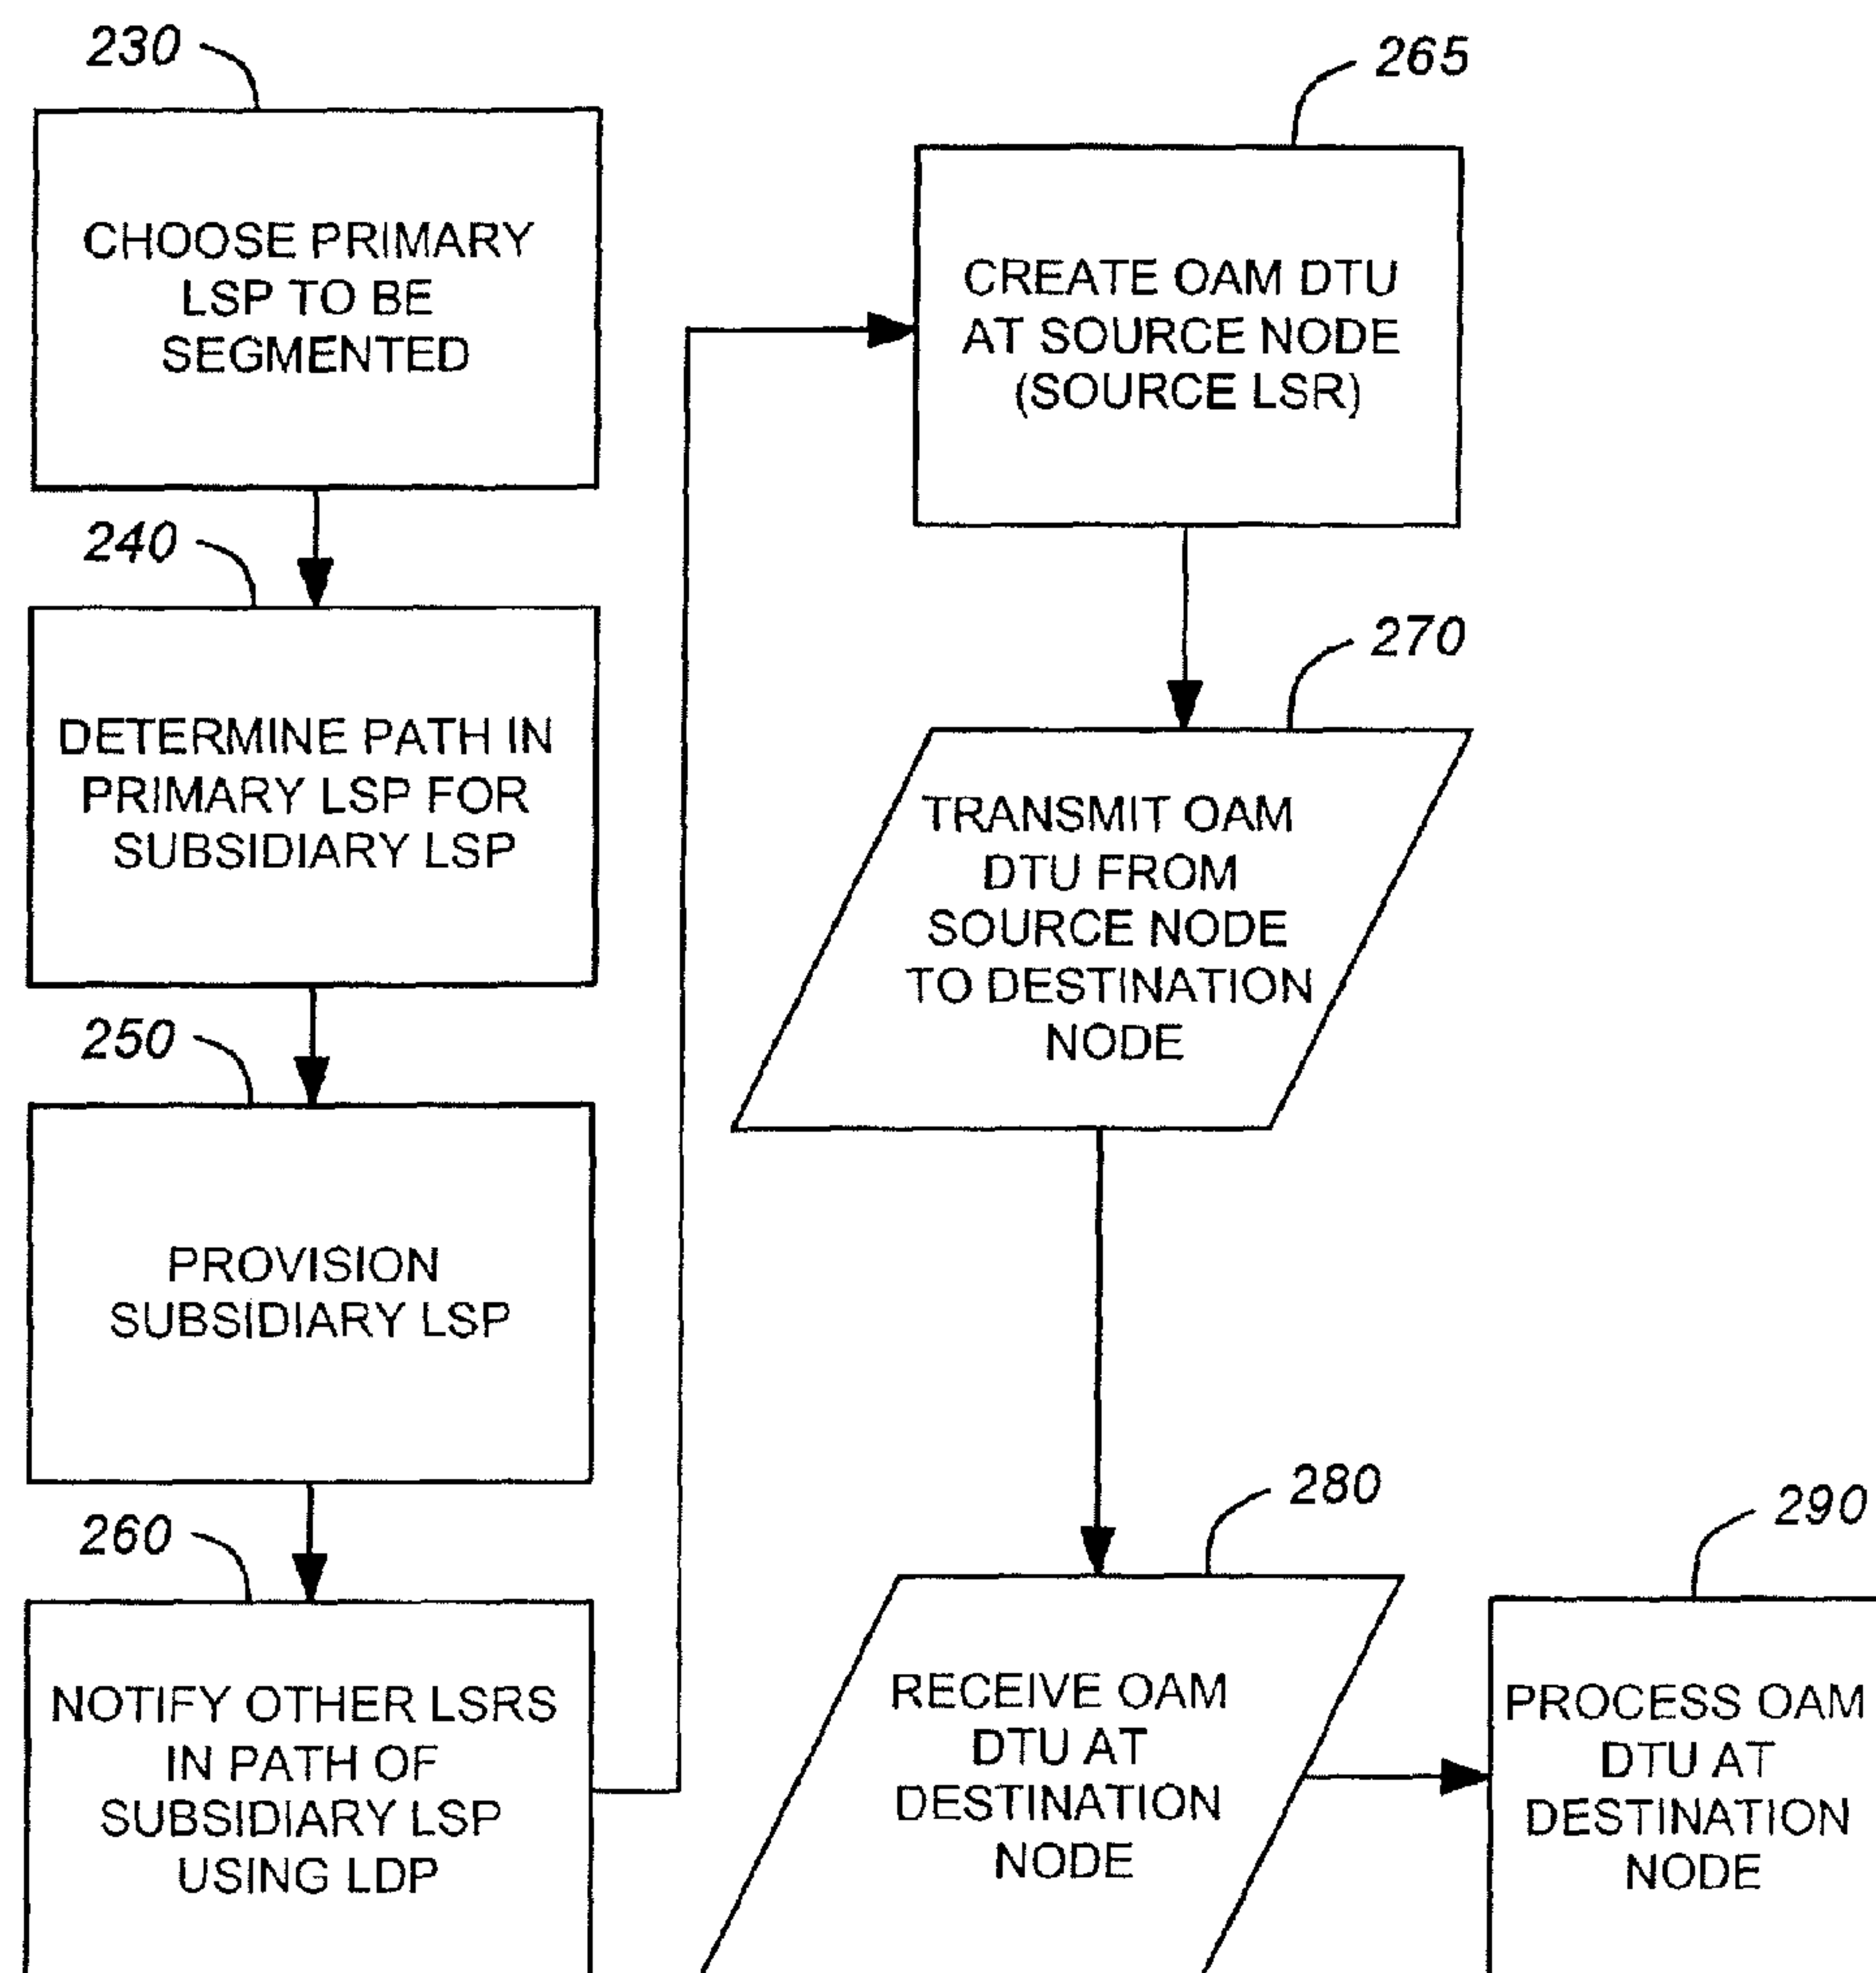 230
CHOOSE PRIMARY
LSP TO BE
SEGMENTED
240
DETERMINE PATH IN
PRIMARY LSP FOR
SUBSIDIARY LSP
250
PROVISION
SUBSIDIARY LSP
260
NOTIFY OTHER LSRS
IN PATH OF
SUBSIDIARY LSP
USING LDP
265
CREATE OAM DTU
AT SOURCE NODE
(SOURCE LSR)
270
TRANSMIT OAM
DTU FROM
SOURCE NODE
TO DESTINATION
NODE
280
RECEIVE OAM
DTU AT
DESTINATION
NODE
290
PROCESS OAM
DTU AT
DESTINATION
NODE